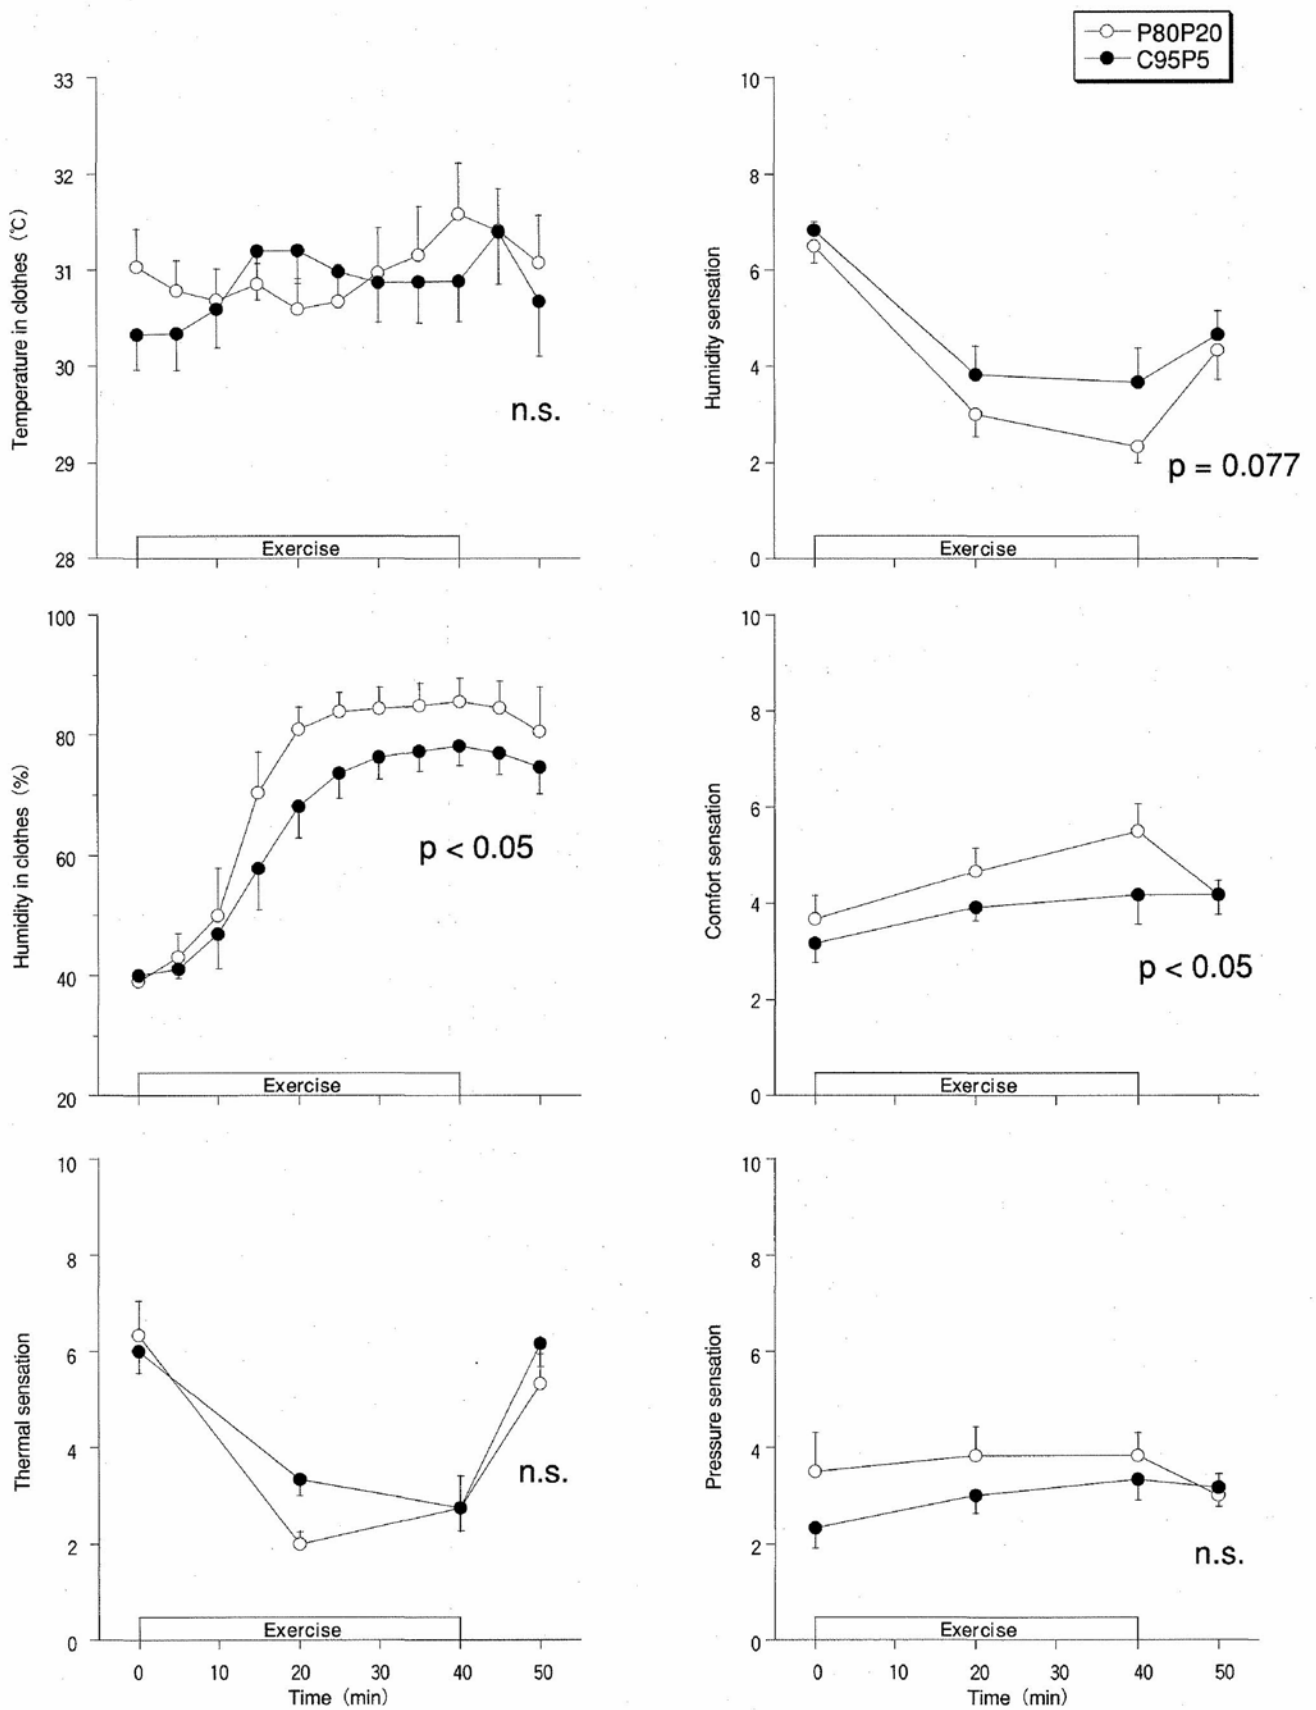 P80P20
C95P5
33
32
31
30
29
28
Temperature in clothes (℃)
n.s.
Exercise
10
8
6
4
2
0
Humidity sensation
p = 0.077
Exercise
100
80
60
40
20
Humidity in clothes (%)
p < 0.05
Exercise
10
8
6
4
2
0
Comfort sensation
p < 0.05
Exercise
10
8
6
4
2
0
Thermal sensation
n.s.
Exercise
0 10 20 30 40 50
Time (min)
10
8
6
4
2
0
Pressure sensation
n.s.
Exercise
0 10 20 30 40 50
Time (min)